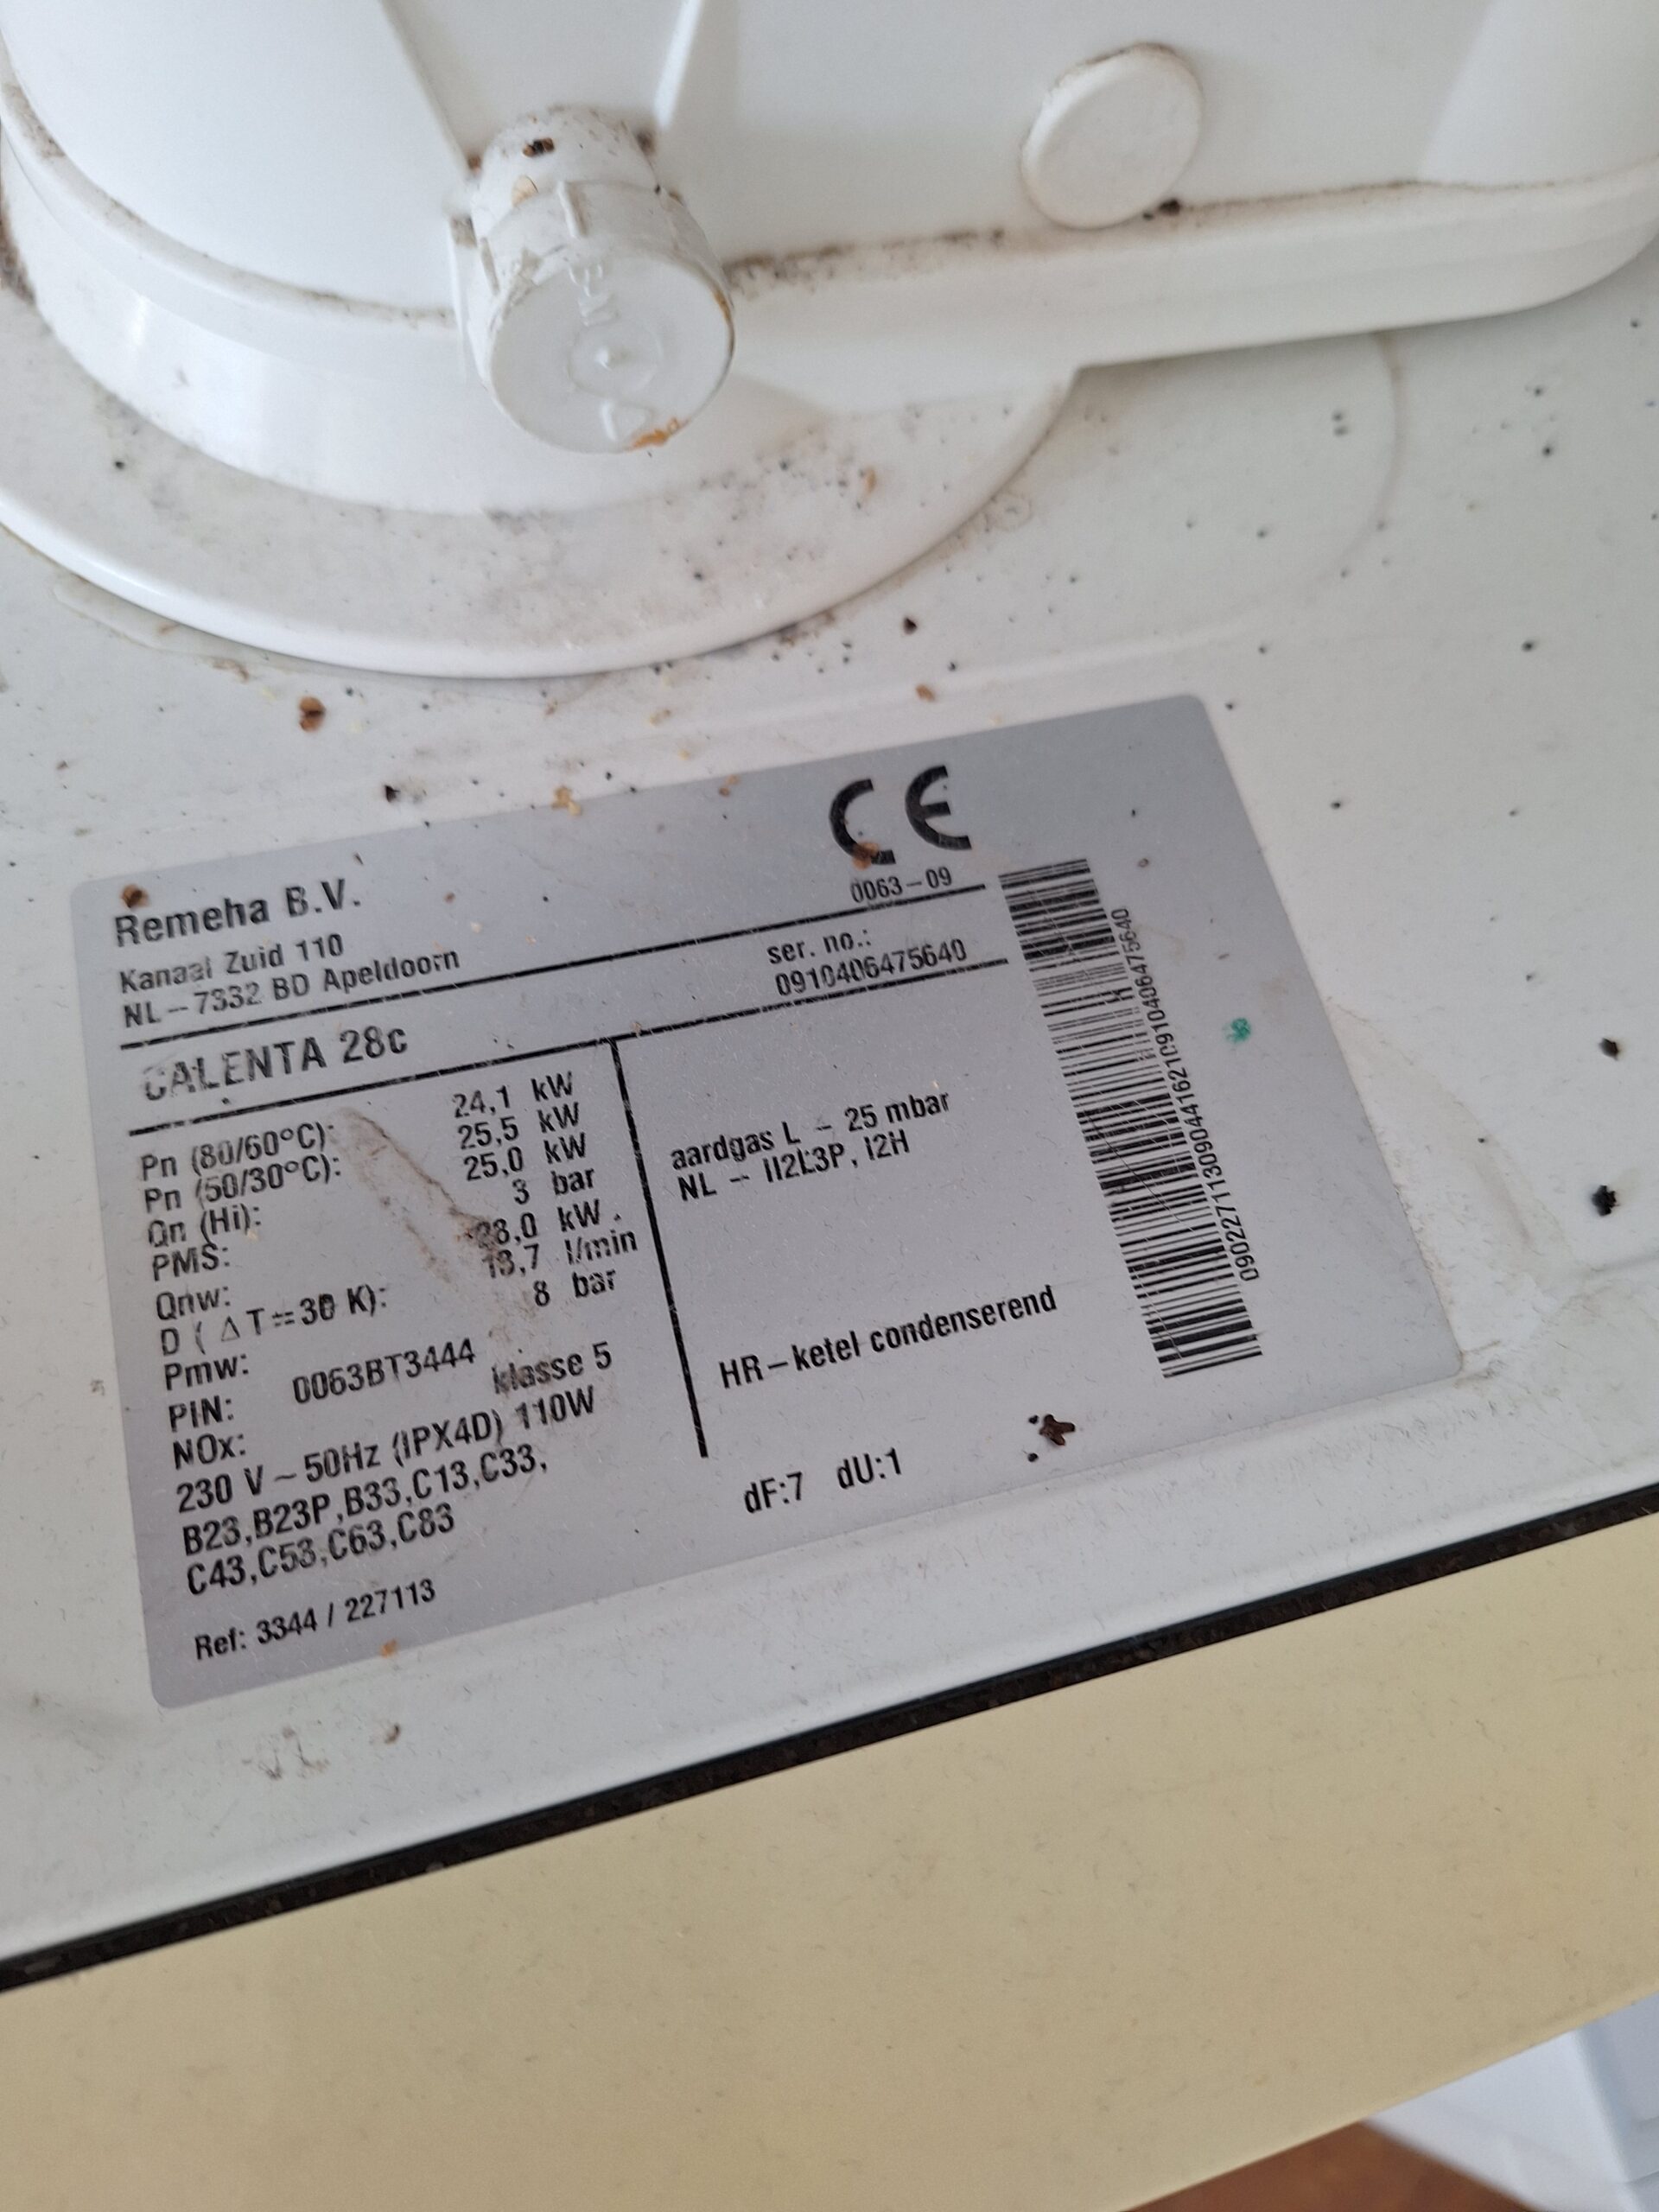 Remeha B.V.
Kanaal Zuid 110
NL-7332 BD Apeldoorn
CE
0063-09
CALENTA 28c
ser. no.:
0910406475640
Pn (80/60°C): 24,1 kW
Pn (50/30°C): 25,5 kW
Qn (Hi): 25,0 kW
PMS: 3 bar
Qnw: 28,0 kW
D ( ΔT=30 K): l/min
Pmw: 8 bar
PIN: 0063BT3444
NOx: klasse 5
230 V ~ 50Hz (IPX4D) 110W
B23,B23P,B33,C13,C33,
C43,C53,C63,C83
Ref: 3344 / 227113
aardgas L - 25 mbar
NL - II2L3P, I2H
HR-ketel condenserend
dF:7 dU:1